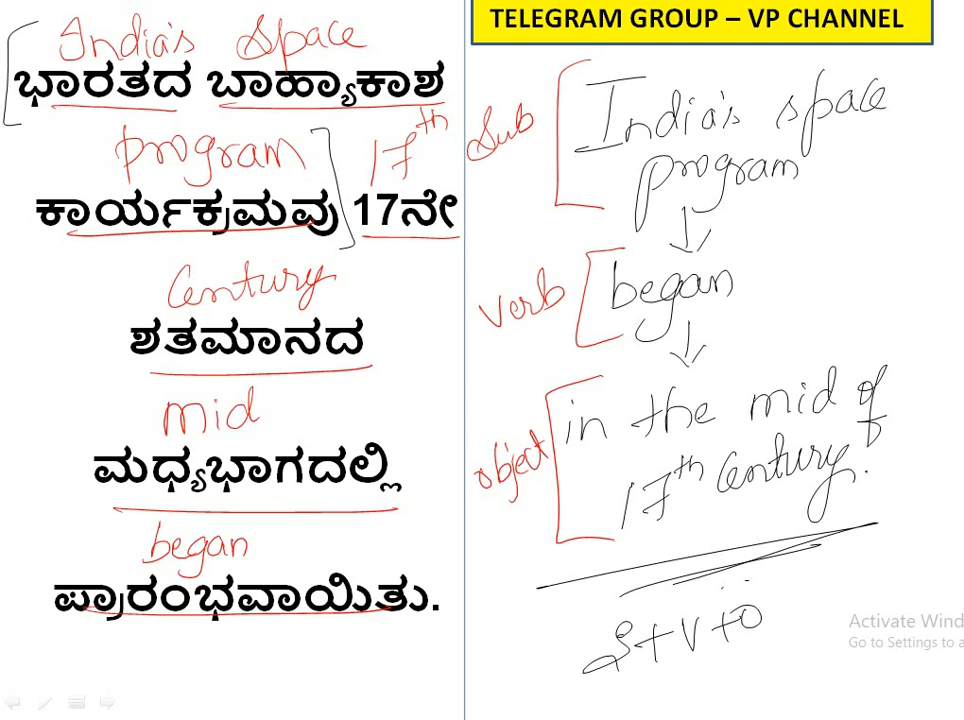 India's Space
ಭಾರತದ ಬಾಹ್ಯಾಕಾಶ
program 17th
ಕಾರ್ಯಕ್ರಮವು 17ನೇ
Century
ಶತಮಾನದ
mid
ಮಧ್ಯಭಾಗದಲ್ಲಿ
began
ಪ್ರಾರಂಭವಾಯಿತು.
TELEGRAM GROUP – VP CHANNEL
Sub
India's space
program
Verb
began
object
in the mid of
17th Century.
S+V+O
Activate Wind
Go to Settings to a